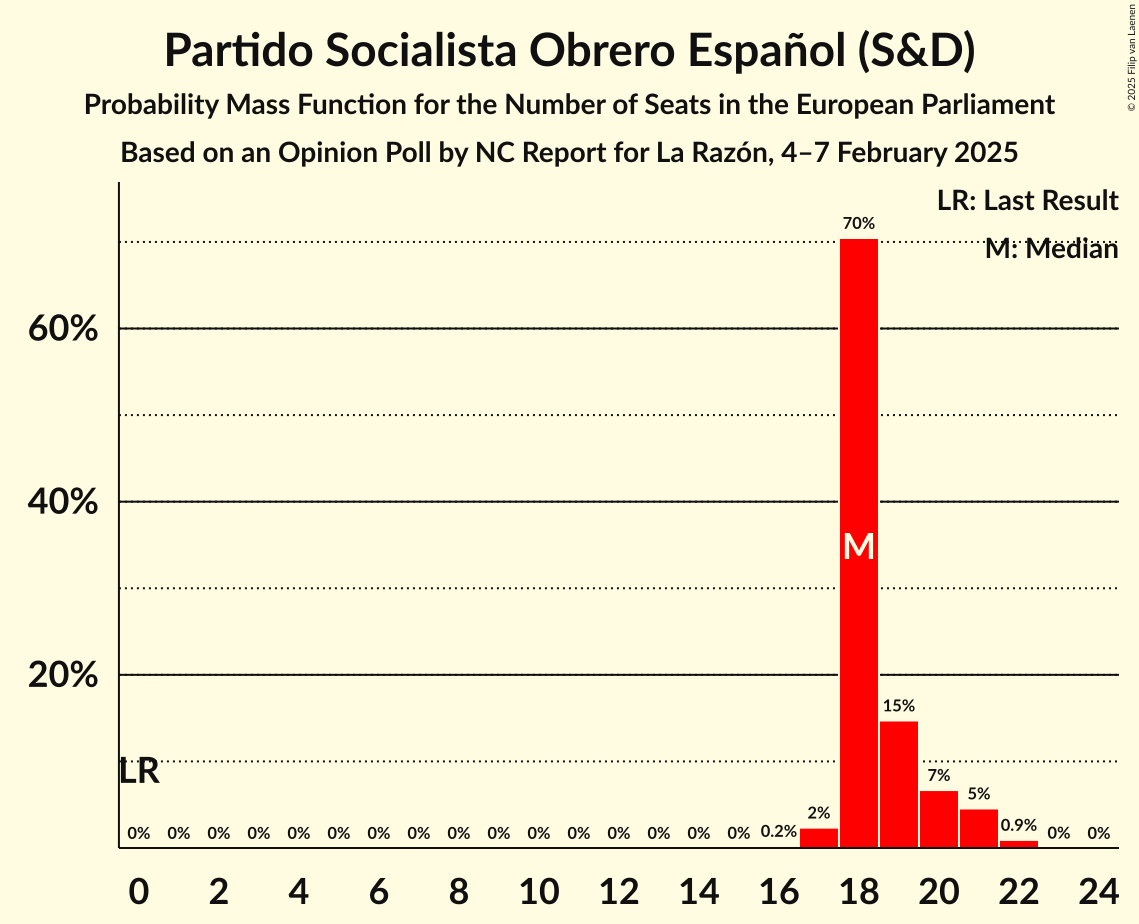 Partido Socialista Obrero Español (S&D)
Probability Mass Function for the Number of Seats in the European Parliament
Based on an Opinion Poll by NC Report for La Razón, 4–7 February 2025
© 2025 Filip van Laenen
LR: Last Result
M: Median
70%
60%
40%
M
20%
15%
LR
7%
5%
2%
0.9%
0% 0% 0% 0% 0% 0% 0% 0% 0% 0% 0% 0% 0% 0% 0% 0% 0.2% 0% 0%
0 2 4 6 8 10 12 14 16 18 20 22 24